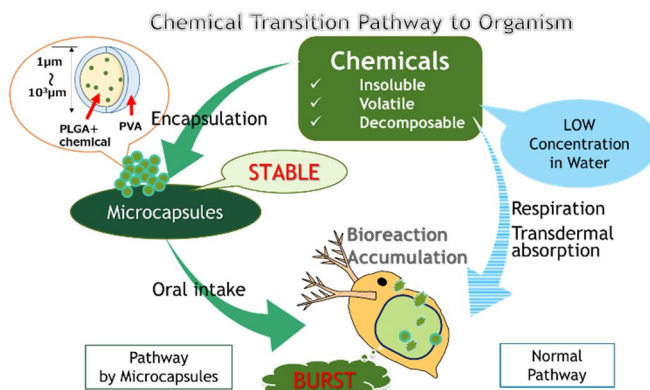 Chemical Transition Pathway to Organism
1μm
~
10³μm
PLGA+
chemical
PVA
Encapsulation
Chemicals
✓ Insoluble
✓ Volatile
✓ Decomposable
LOW
Concentration
in Water
STABLE
Microcapsules
Respiration
Transdermal
absorption
Bioreaction
Accumulation
Oral intake
Pathway
by Microcapsules
BURST
Normal
Pathway